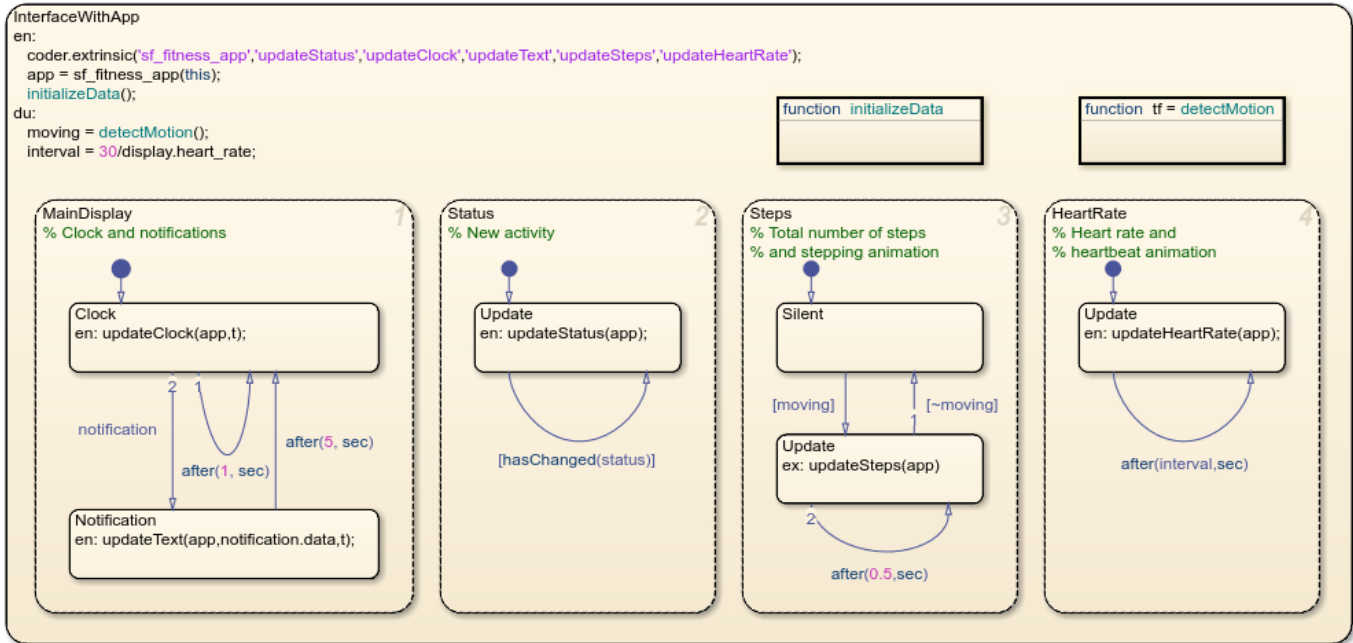 InterfaceWithApp
en:
coder.extrinsic('sf_fitness_app','updateStatus','updateClock','updateText','updateSteps','updateHeartRate');
app = sf_fitness_app(this);
initializeData();
du:
moving = detectMotion();
interval = 30/display.heart_rate;
function initializeData
function tf = detectMotion
MainDisplay
1
% Clock and notifications
Clock
en: updateClock(app,t);
2
1
notification
after(1, sec)
after(5, sec)
Notification
en: updateText(app,notification.data,t);
Status
2
% New activity
Update
en: updateStatus(app);
[hasChanged(status)]
Steps
3
% Total number of steps
% and stepping animation
Silent
[moving]
[~moving]
1
Update
ex: updateSteps(app)
2
after(0.5,sec)
HeartRate
4
% Heart rate and
% heartbeat animation
Update
en: updateHeartRate(app);
after(interval,sec)